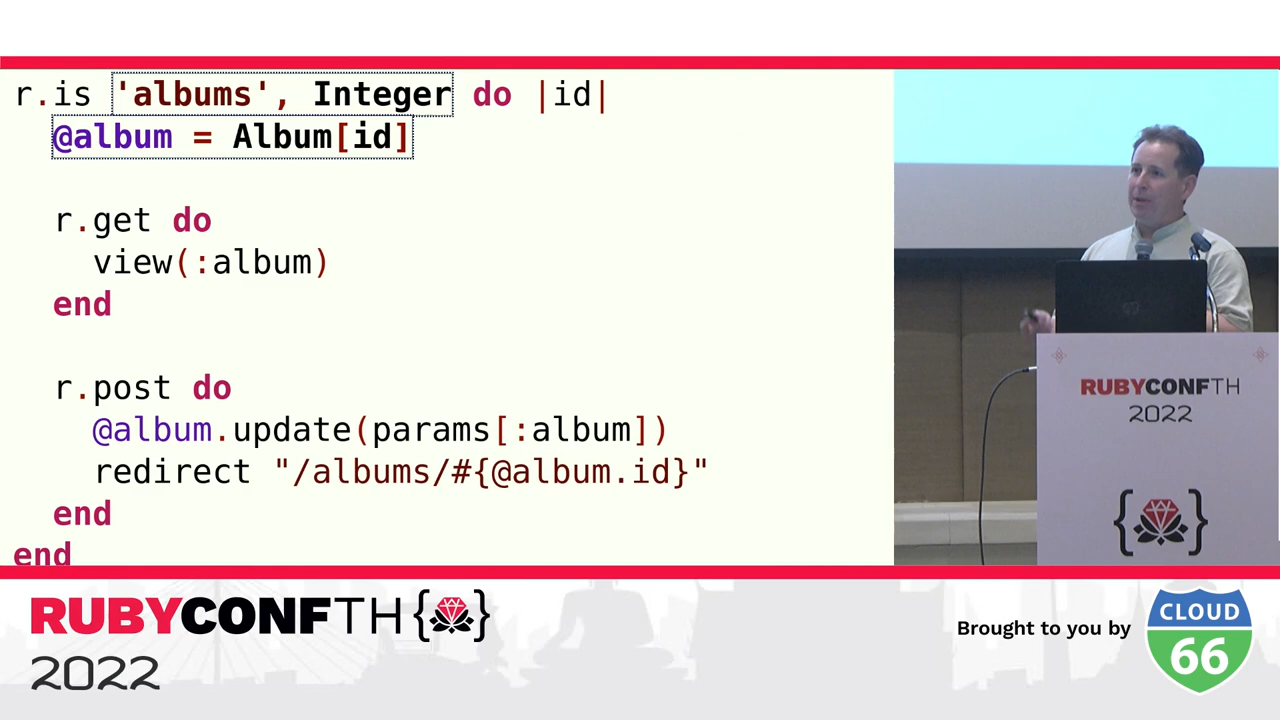 r.is 'albums', Integer do |id|
  @album = Album[id]
  r.get do
    view(:album)
  end
  r.post do
    @album.update(params[:album])
    redirect "/albums/#{@album.id}"
  end
end
RUBYCONFTH
2022
RUBYCONFTH
2022
Brought to you by
CLOUD
66